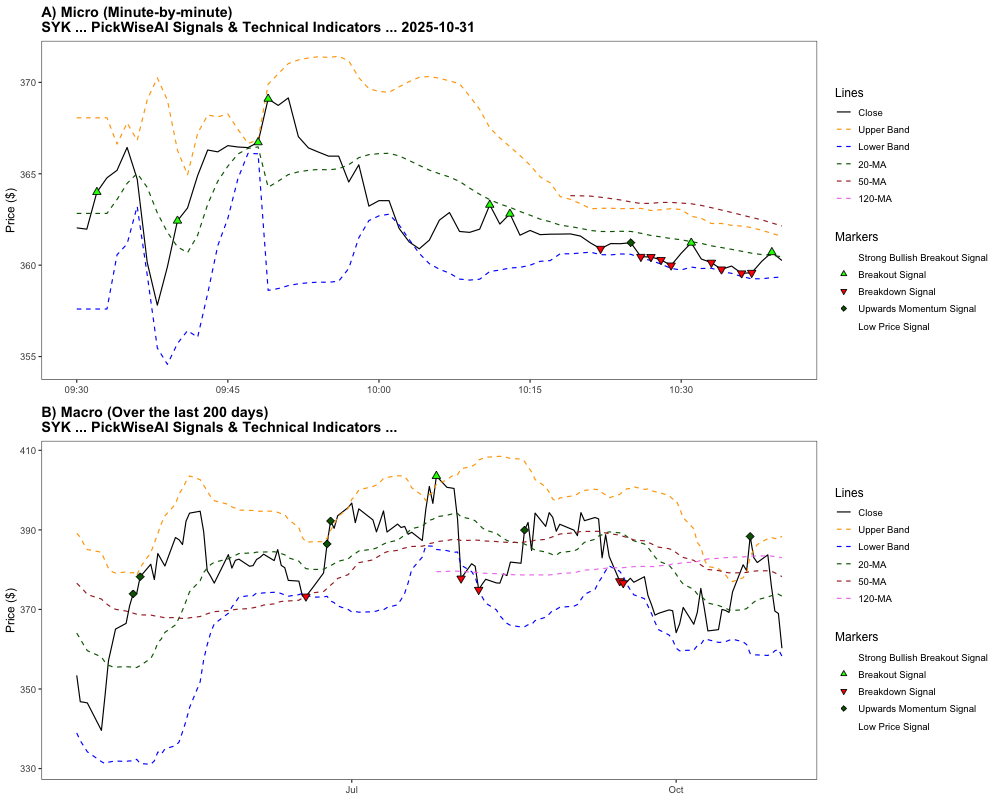 A) Micro (Minute-by-minute)
SYK ... PickWiseAI Signals & Technical Indicators ... 2025-10-31
Price ($)
370
365
360
355
09:30
09:45
10:00
10:15
10:30
Lines
Close
Upper Band
Lower Band
20-MA
50-MA
120-MA
Markers
Strong Bullish Breakout Signal
Breakout Signal
Breakdown Signal
Upwards Momentum Signal
Low Price Signal
B) Macro (Over the last 200 days)
SYK ... PickWiseAI Signals & Technical Indicators ...
Price ($)
410
390
370
350
330
Jul
Oct
Lines
Close
Upper Band
Lower Band
20-MA
50-MA
120-MA
Markers
Strong Bullish Breakout Signal
Breakout Signal
Breakdown Signal
Upwards Momentum Signal
Low Price Signal